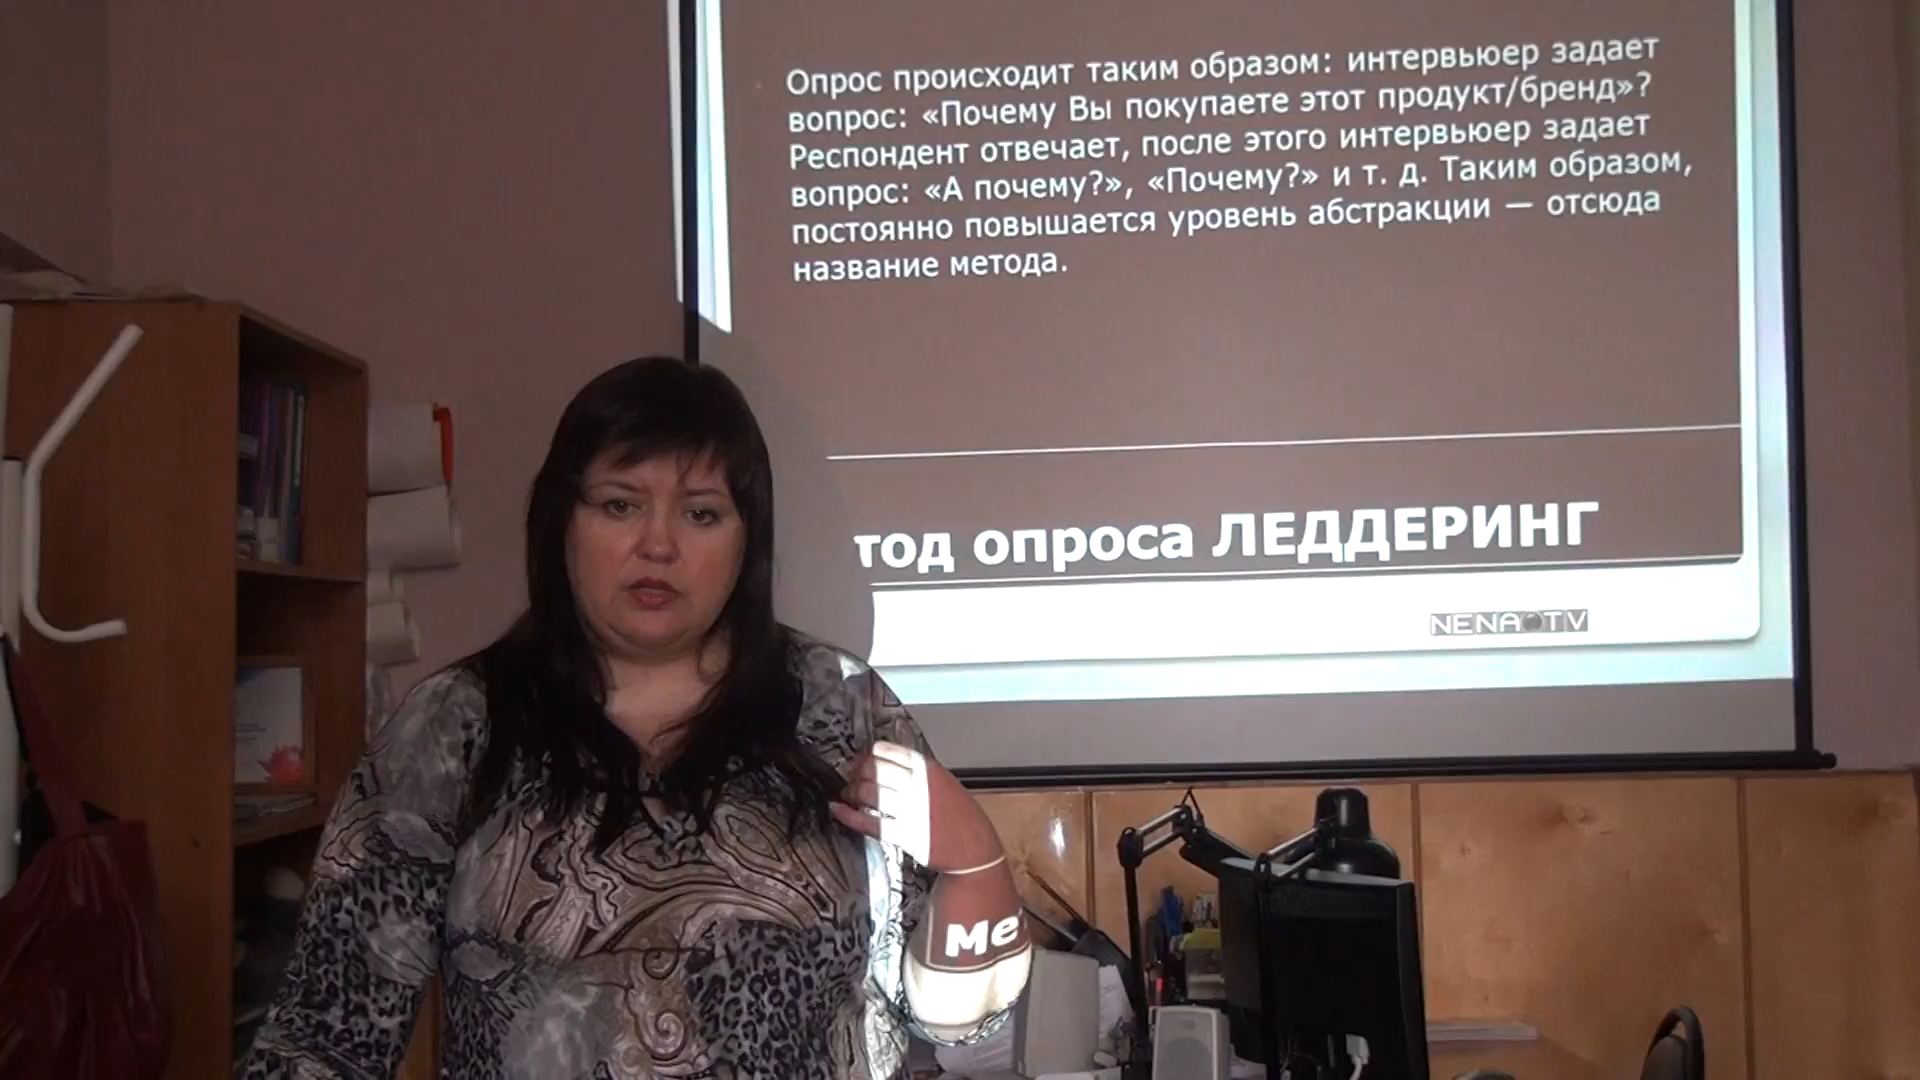 Опрос происходит таким образом: интервьюер задает
вопрос: «Почему Вы покупаете этот продукт/бренд»?
Респондент отвечает, после этого интервьюер задает
вопрос: «А почему?», «Почему?» и т. д. Таким образом,
постоянно повышается уровень абстракции — отсюда
название метода.
тод опроса ЛЕДДЕРИНГ
NENA TV
Ме